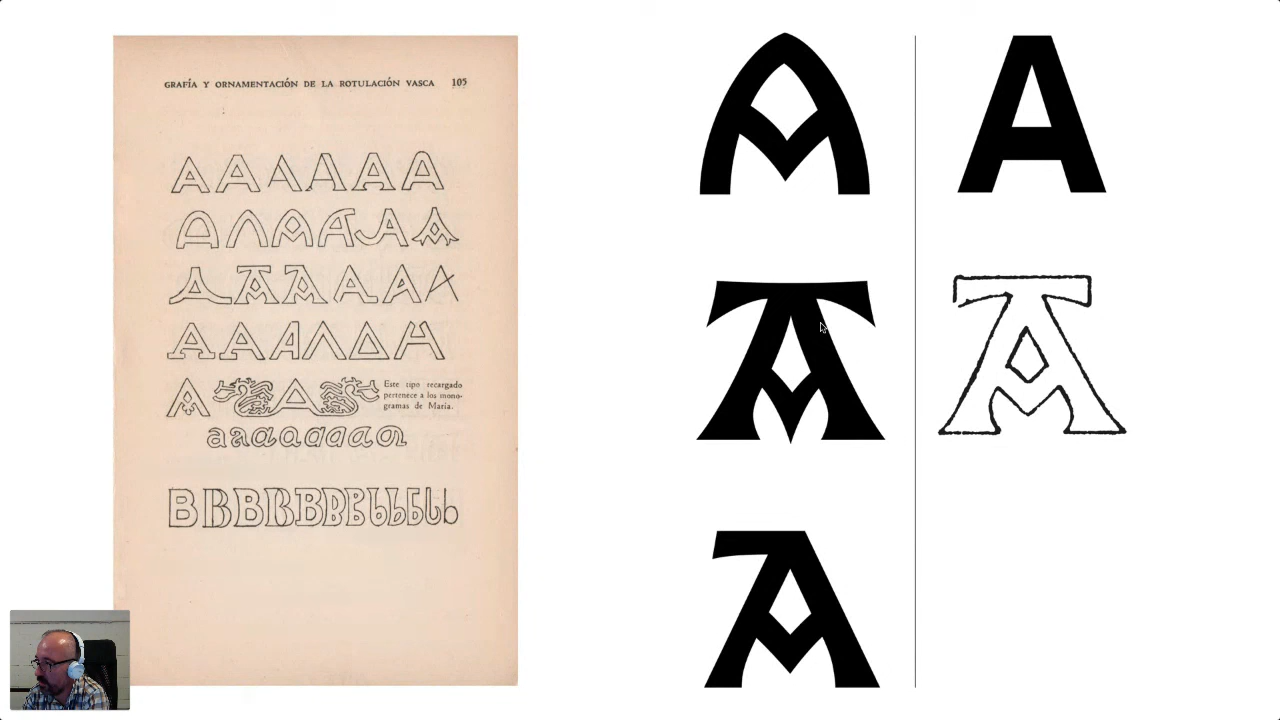 GRAFÍA Y ORNAMENTACIÓN DE LA ROTULACIÓN VASCA 105
A A A A A A
A Λ A A A A
A A A A A A
A A A Λ Δ A
A A
Este tipo recargado
pertenece a los mono-
gramas de María.
a a a a a a a a
B B B B B B B b b b b b
A A
A A
A